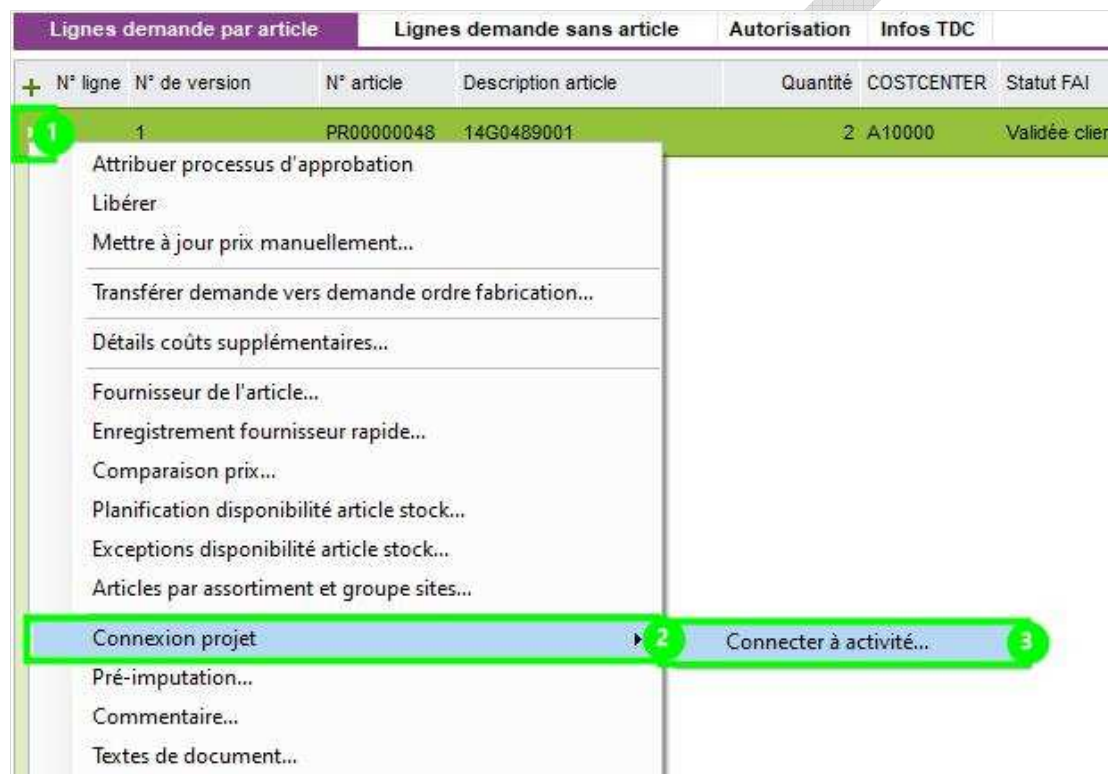 Lignes demande par article Lignes demande sans article Autorisation Infos TDC
+ N° ligne N° de version N° article Description article Quantité COSTCENTER Statut FAI
1 1 PR00000048 14G0489001 2 A10000 Validée clien
Attribuer processus d'approbation
Libérer
Mettre à jour prix manuellement...
Transférer demande vers demande ordre fabrication...
Détails coûts supplémentaires...
Fournisseur de l'article...
Enregistrement fournisseur rapide...
Comparaison prix...
Planification disponibilité article stock...
Exceptions disponibilité article stock...
Articles par assortiment et groupe sites...
Connexion projet 2 Connecter à activité... 3
Pré-imputation...
Commentaire...
Textes de document...